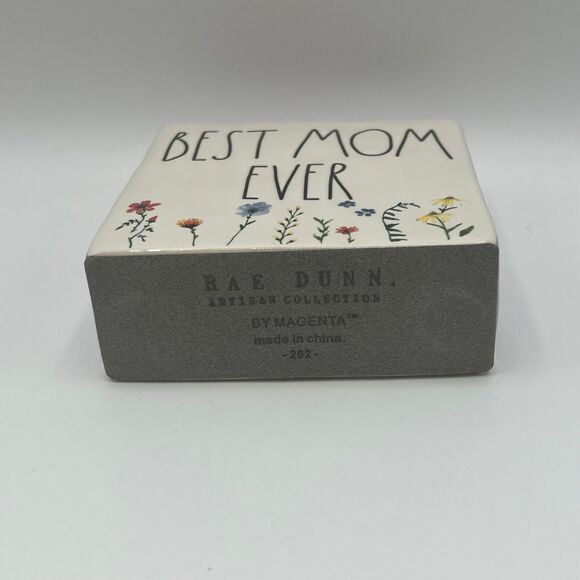 BEST MOM
EVER
RAE DUNN.
ARTISAN COLLECTION
BY MAGENTA™
made in china.
-202-